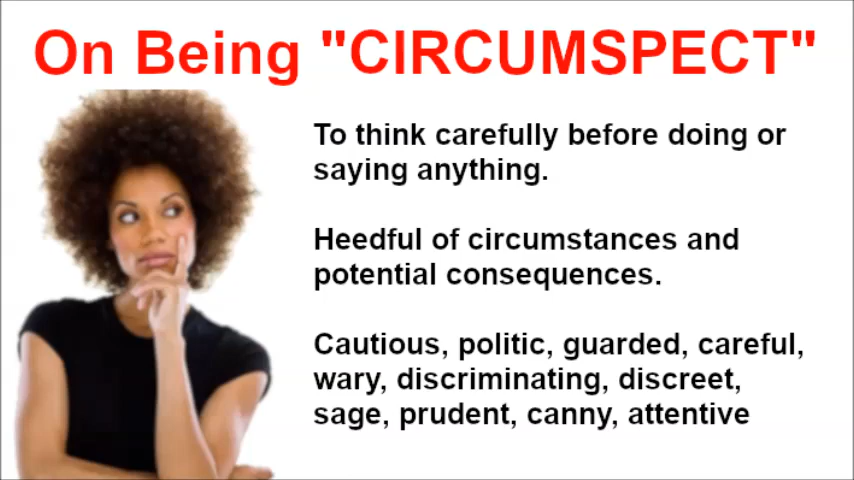 On Being "CIRCUMSPECT"
To think carefully before doing or
saying anything.
Heedful of circumstances and
potential consequences.
Cautious, politic, guarded, careful,
wary, discriminating, discreet,
sage, prudent, canny, attentive